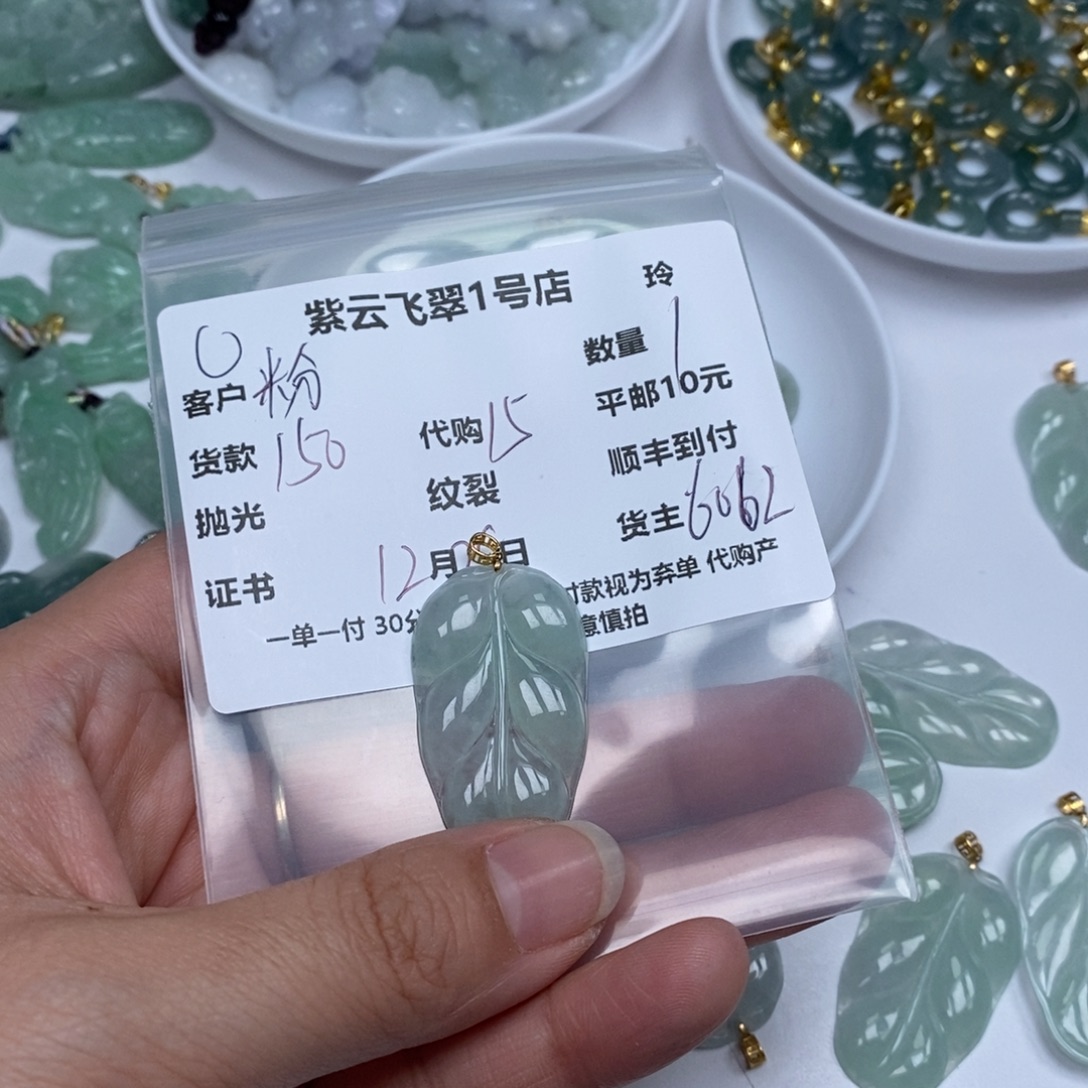 紫云飞翠1号店 玲
客户 粉 数量 1
平邮10元
货款 150 代购 15
顺丰到付
抛光 纹裂
货主 6062
证书 12月 日
一单一付 30分 付款视为弃单 代购产
意慎拍